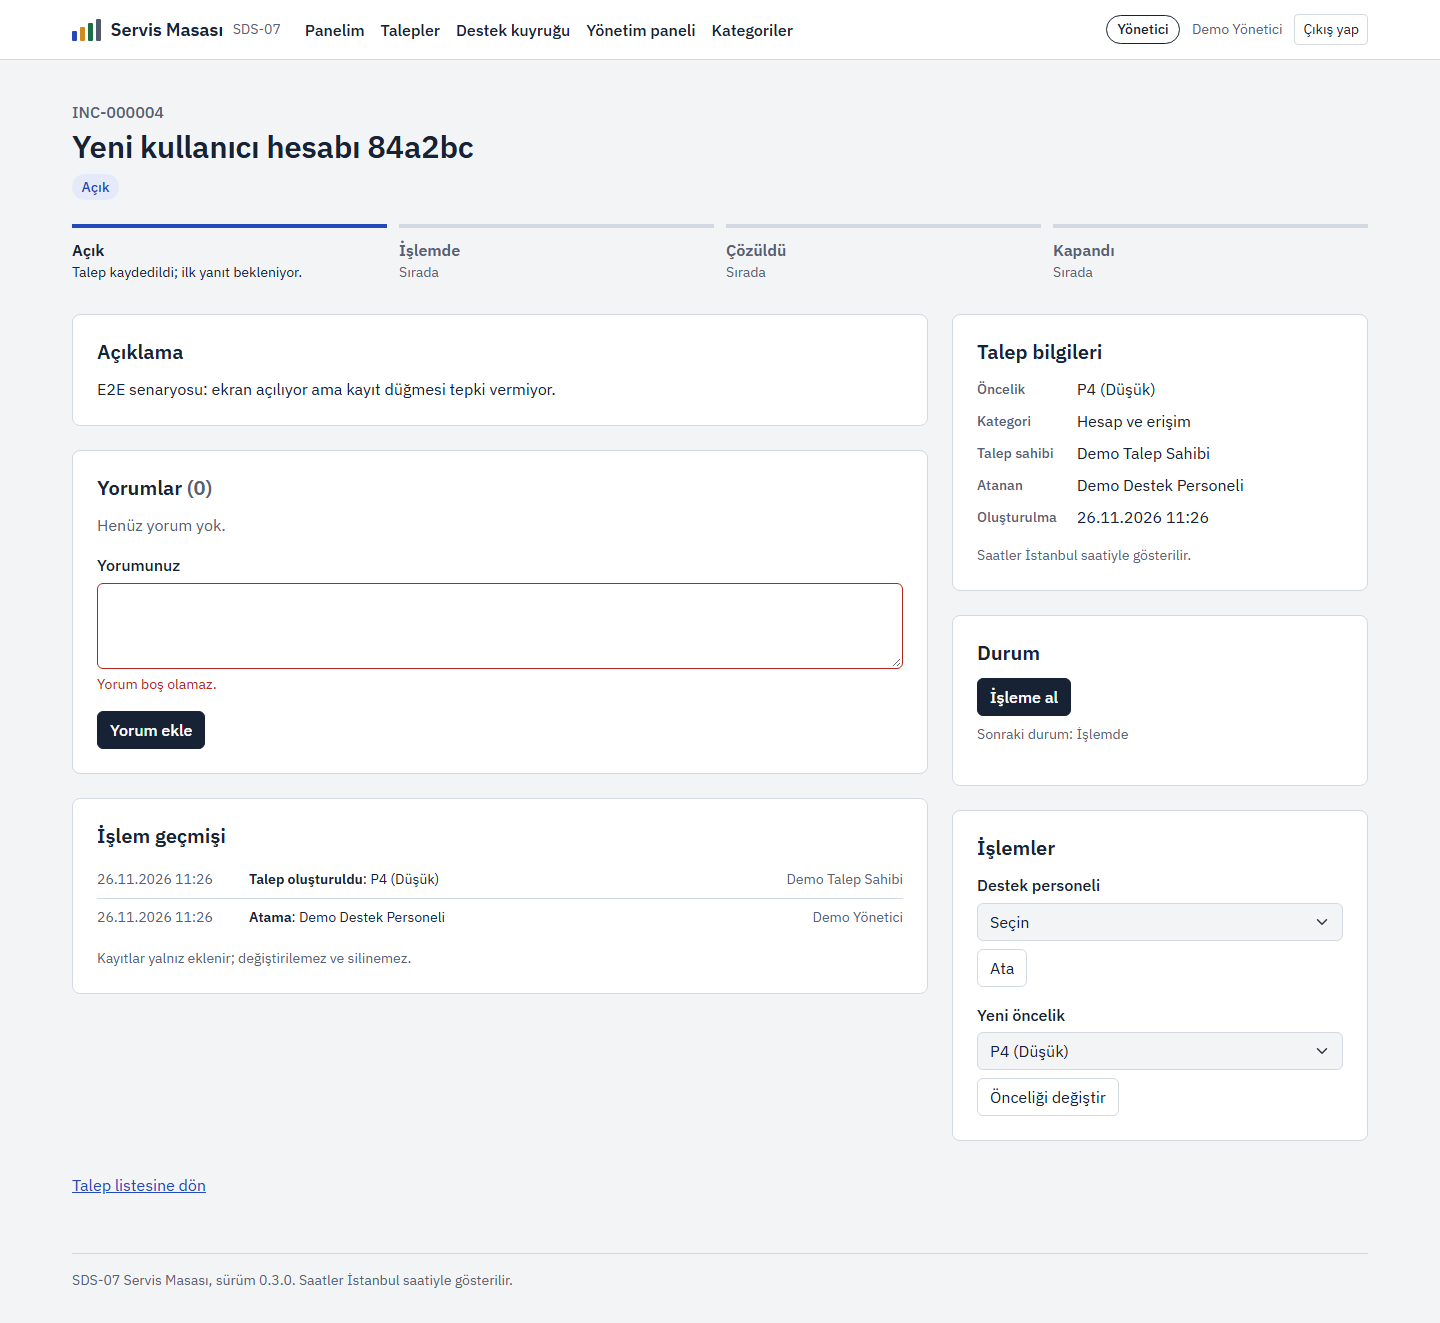 Servis Masası SDS-07 Panelim Talepler Destek kuyruğu Yönetim paneli Kategoriler Yönetici Demo Yönetici Çıkış yap
INC-000004
Yeni kullanıcı hesabı 84a2bc
Açık
Açık
Talep kaydedildi; ilk yanıt bekleniyor.
İşlemde
Sırada
Çözüldü
Sırada
Kapandı
Sırada
Açıklama
E2E senaryosu: ekran açılıyor ama kayıt düğmesi tepki vermiyor.
Yorumlar (0)
Henüz yorum yok.
Yorumunuz
Yorum boş olamaz.
Yorum ekle
İşlem geçmişi
26.11.2026 11:26 Talep oluşturuldu: P4 (Düşük) Demo Talep Sahibi
26.11.2026 11:26 Atama: Demo Destek Personeli Demo Yönetici
Kayıtlar yalnız eklenir; değiştirilemez ve silinemez.
Talep bilgileri
Öncelik P4 (Düşük)
Kategori Hesap ve erişim
Talep sahibi Demo Talep Sahibi
Atanan Demo Destek Personeli
Oluşturulma 26.11.2026 11:26
Saatler İstanbul saatiyle gösterilir.
Durum
İşleme al
Sonraki durum: İşlemde
İşlemler
Destek personeli
Seçin
Ata
Yeni öncelik
P4 (Düşük)
Önceliği değiştir
Talep listesine dön
SDS-07 Servis Masası, sürüm 0.3.0. Saatler İstanbul saatiyle gösterilir.